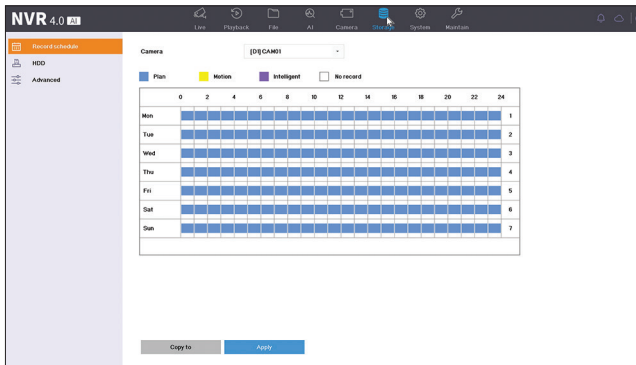 NVR 4.0 AI
Live Playback File AI Camera Storage System Maintain
Record schedule
HDD
Advanced
Camera [D1] CAM01
Plan Motion Intelligent No record
0 2 4 6 8 10 12 14 16 18 20 22 24
Mon 1
Tue 2
Wed 3
Thu 4
Fri 5
Sat 6
Sun 7
Copy to Apply